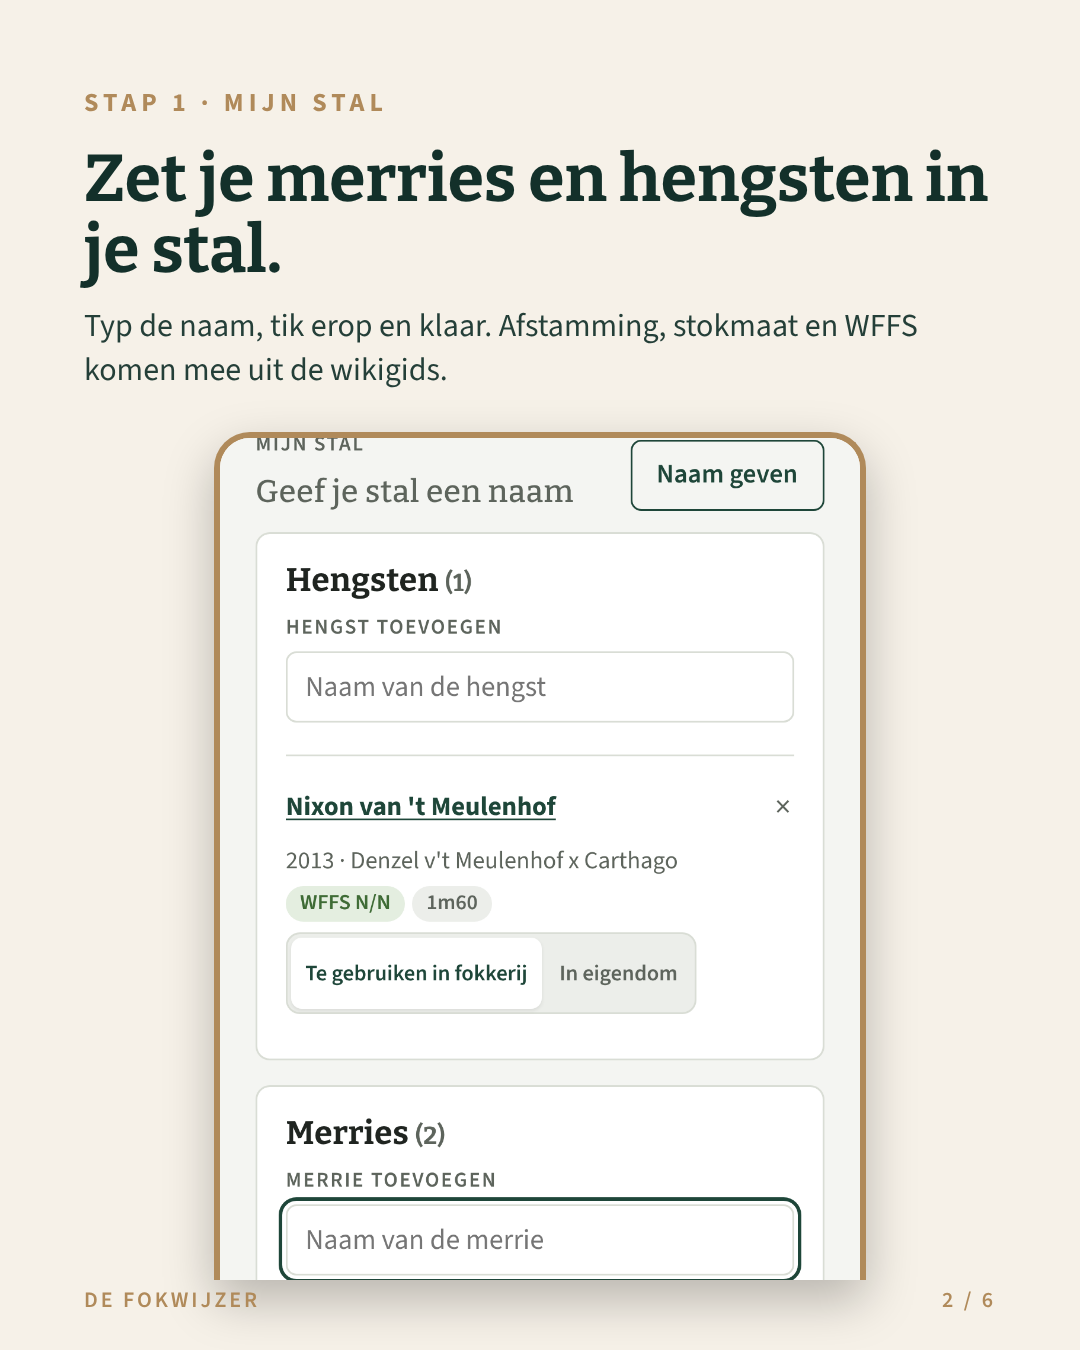 STAP 1 · MIJN STAL
Zet je merries en hengsten in
je stal.
Typ de naam, tik erop en klaar. Afstamming, stokmaat en WFFS
komen mee uit de wikigids.
MIJN STAL
Geef je stal een naam
Naam geven
Hengsten (1)
HENGST TOEVOEGEN
Naam van de hengst
Nixon van 't Meulenhof ×
2013 · Denzel v't Meulenhof x Carthago
WFFS N/N 1m60
Te gebruiken in fokkerij In eigendom
Merries (2)
MERRIE TOEVOEGEN
Naam van de merrie
DE FOKWIJZER 2 / 6